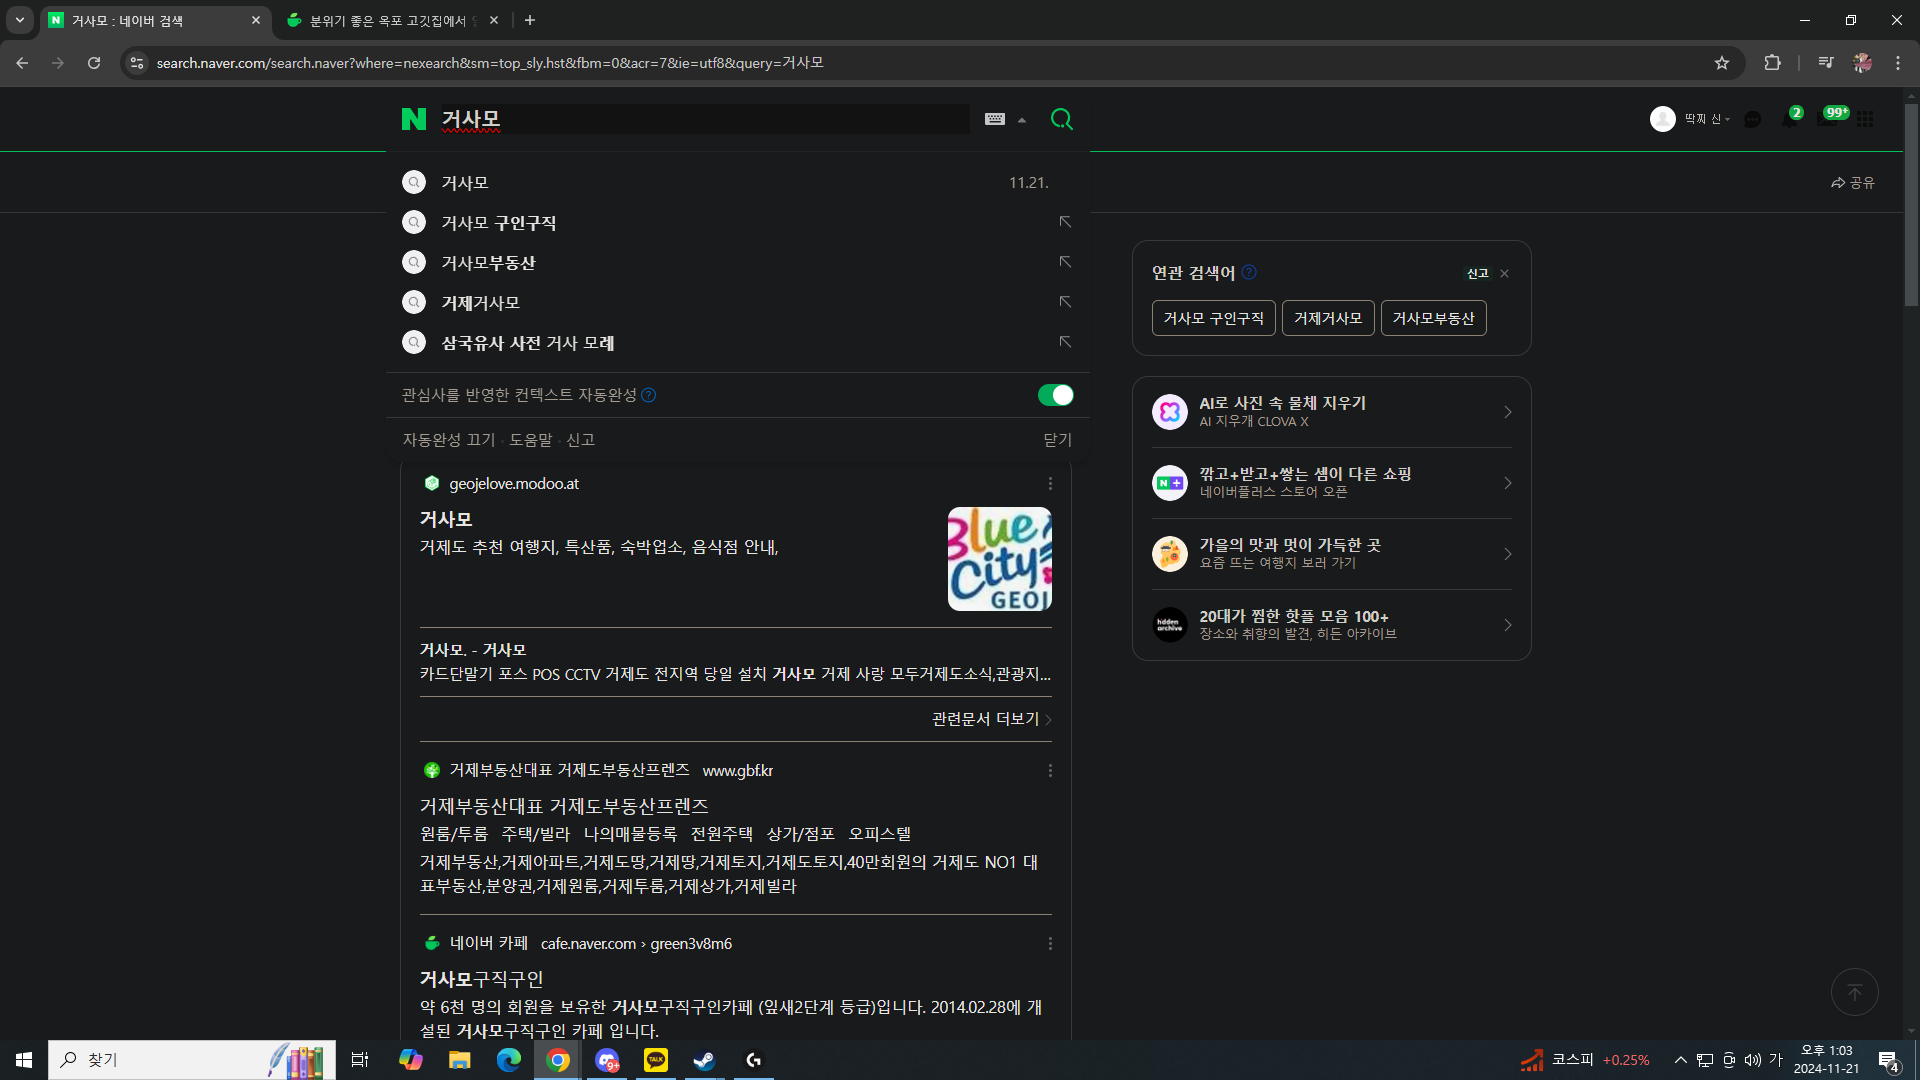 거사모 : 네이버 검색
분위기 좋은 옥포 고깃집에서
search.naver.com/search.naver?where=nexearch&sm=top_sly.hst&fbm=0&acr=7&ie=utf8&query=거사모
N 거사모
딱찌 신
2
99+
거사모 11.21.
거사모 구인구직
거사모부동산
거제거사모
삼국유사 사전 거사 모례
관심사를 반영한 컨텍스트 자동완성 ?
자동완성 끄기 · 도움말 · 신고 닫기
공유
geojelove.modoo.at
거사모
거제도 추천 여행지, 특산품, 숙박업소, 음식점 안내,
Blue
City
GEOJ
거사모. - 거사모
카드단말기 포스 POS CCTV 거제도 전지역 당일 설치 거사모 거제 사랑 모두거제도소식,관광지...
관련문서 더보기
거제부동산대표 거제도부동산프렌즈 www.gbf.kr
거제부동산대표 거제도부동산프렌즈
원룸/투룸 주택/빌라 나의매물등록 전원주택 상가/점포 오피스텔
거제부동산,거제아파트,거제도땅,거제땅,거제토지,거제도토지,40만회원의 거제도 NO1 대
표부동산,분양권,거제원룸,거제투룸,거제상가,거제빌라
네이버 카페 cafe.naver.com › green3v8m6
거사모구직구인
약 6천 명의 회원을 보유한 거사모구직구인카페 (잎새2단계 등급)입니다. 2014.02.28에 개
설된 거사모구직구인 카페 입니다.
연관 검색어 ? 신고
거사모 구인구직 거제거사모 거사모부동산
AI로 사진 속 물체 지우기
AI 지우개 CLOVA X
N +
깎고+받고+쌓는 셈이 다른 쇼핑
네이버플러스 스토어 오픈
가을의 맛과 멋이 가득한 곳
요즘 뜨는 여행지 보러 가기
hidden
archive
20대가 찜한 핫플 모음 100+
장소와 취향의 발견, 히든 아카이브
찾기
9+
TALK
코스피 +0.25%
가
오후 1:03
2024-11-21
4